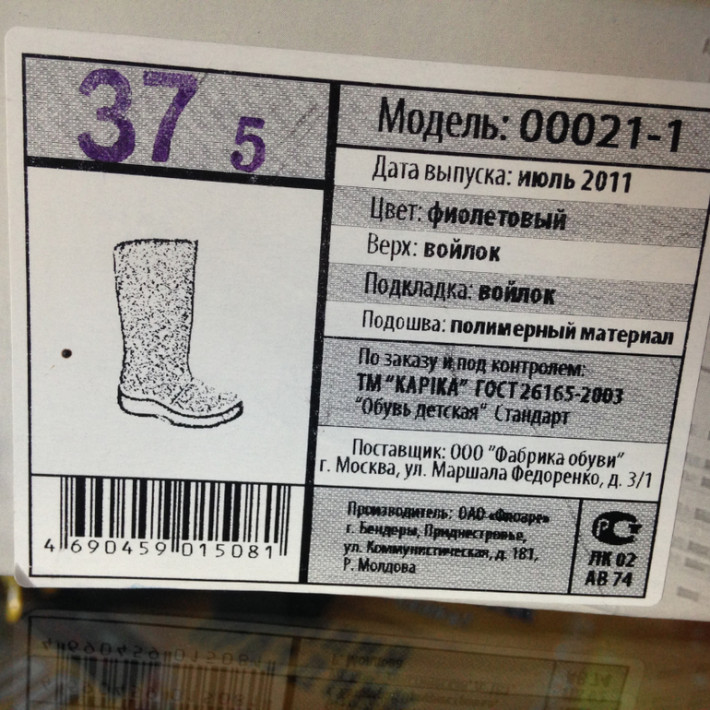 37 5
Модель: 00021-1
Дата выпуска: июль 2011
Цвет: фиолетовый
Верх: войлок
Подкладка: войлок
Подошва: полимерный материал
По заказу и под контролем:
ТМ "KAPIKA" ГОСТ 26165-2003
"Обувь детская" Стандарт
Поставщик: ООО "Фабрика обуви"
г. Москва, ул. Маршала Федоренко, д. 3/1
Производитель: ОАО «Флоаре»
г. Бендеры, Приднестровье,
ул. Коммунистическая, д. 181,
Р. Молдова
РСТ
ЛК 02
АВ 74
4 690459 015081